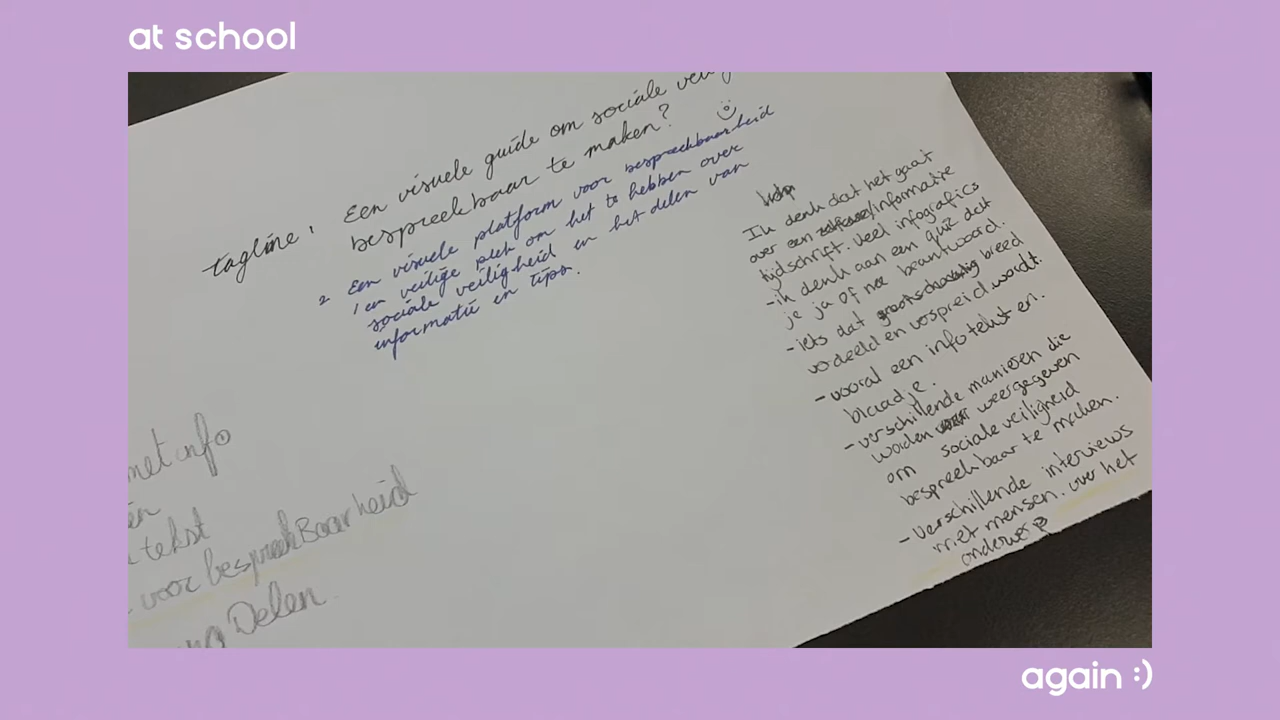 at school
tagline: Een visuele guide om sociale
bespreekbaar te maken?
2 Een visuele platform voor bespreekbaarheid
/ en veilige plek om het te hebben over
sociale veiligheid en het delen van
informatie en tips.
Ik denk dat het gaat
over een /informatie
tijdschrift. veel infografics
- ik denk aan een quiz dat
je ja of nee beantwoord.
- iets dat grootschaalig breed
verdeeld en verspreid wordt.
- vooral een info tekst en.
blaadje.
- verschillende manieren die
worden weergegeven
om sociale veiligheid
bespreekbaar te maken.
- verschillende interviews
met mensen. over het
onderwerp
met info
én
tekst
voor bespreekBaarheid
Delen
again :)